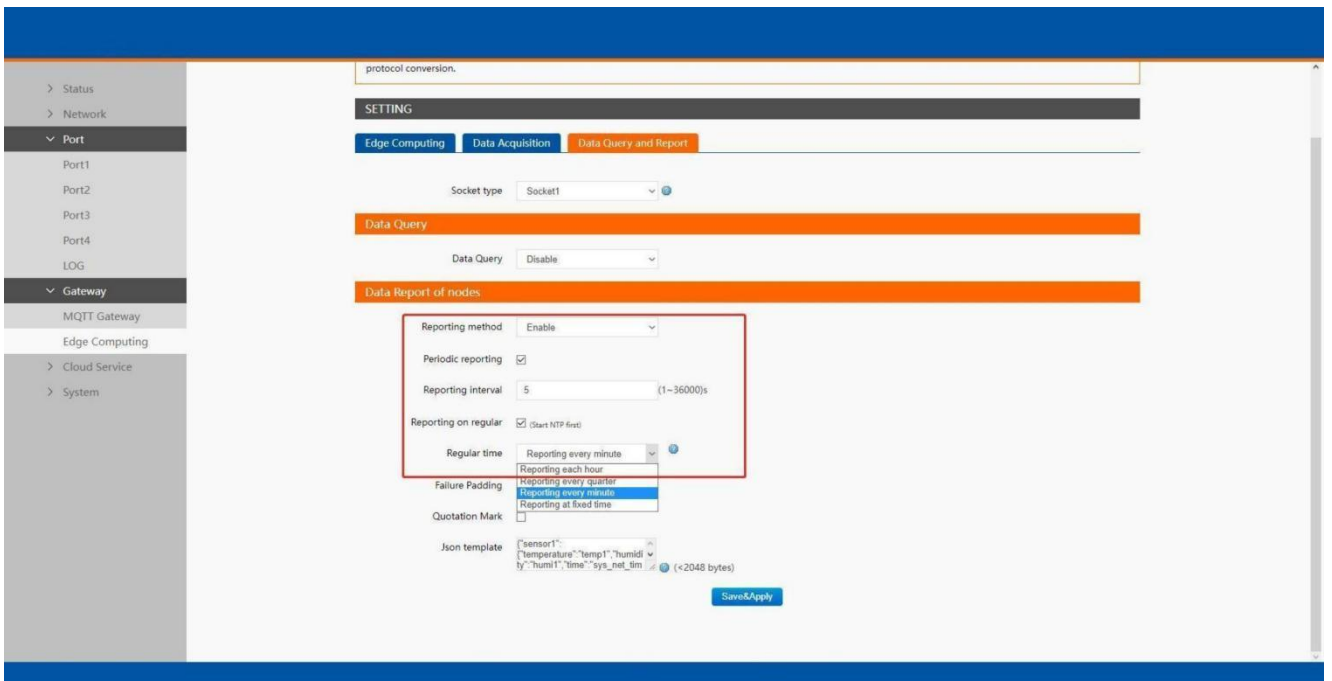 protocol conversion.
Status
Network
Port
Port1
Port2
Port3
Port4
LOG
Gateway
MQTT Gateway
Edge Computing
Cloud Service
System
SETTING
Edge Computing Data Acquisition Data Query and Report
Socket type Socket1
Data Query
Data Query Disable
Data Report of nodes
Reporting method Enable
Periodic reporting
Reporting interval 5 (1~36000)s
Reporting on regular (Start NTP first)
Regular time Reporting every minute
Reporting each hour
Reporting every quarter
Reporting every minute
Reporting at fixed time
Failure Padding
Quotation Mark
Json template {"sensor1":
{"temperature":"temp1","humidi
ty":"humi1","time":"sys_net_tim (<2048 bytes)
Save&Apply